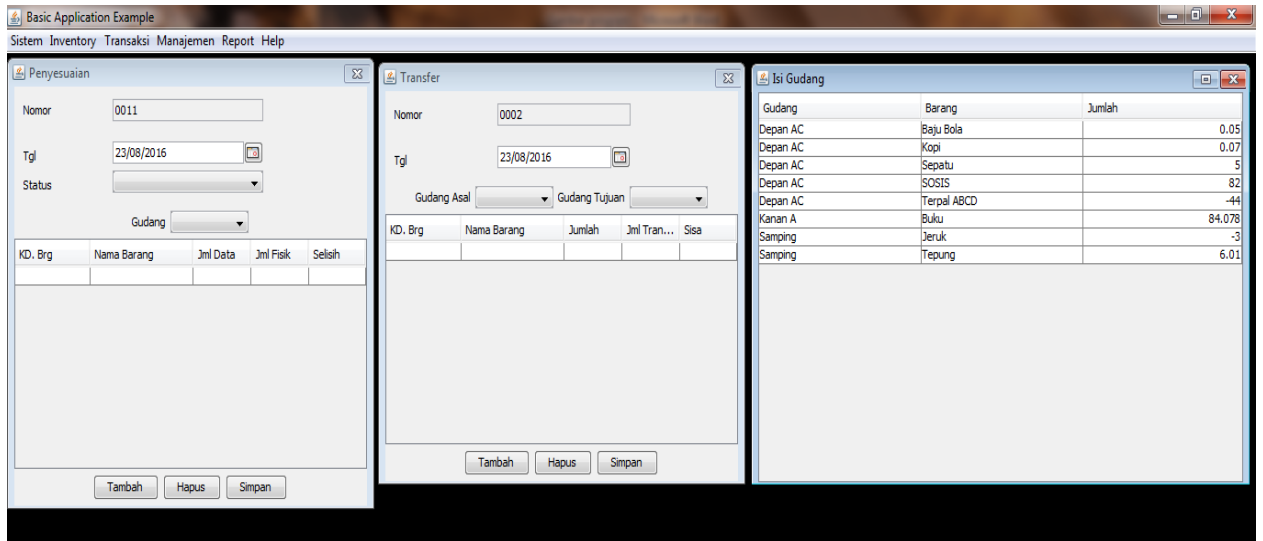 Basic Application Example
Sistem Inventory Transaksi Manajemen Report Help
Penyesuaian
Nomor 0011
Tgl 23/08/2016
Status
Gudang
KD. Brg Nama Barang Jml Data Jml Fisik Selisih
Tambah Hapus Simpan
Transfer
Nomor 0002
Tgl 23/08/2016
Gudang Asal Gudang Tujuan
KD. Brg Nama Barang Jumlah Jml Tran... Sisa
Tambah Hapus Simpan
Isi Gudang
Gudang Barang Jumlah
Depan AC Baju Bola 0.05
Depan AC Kopi 0.07
Depan AC Sepatu 5
Depan AC SOSIS 82
Depan AC Terpal ABCD -44
Kanan A Buku 84.078
Samping Jeruk -3
Samping Tepung 6.01